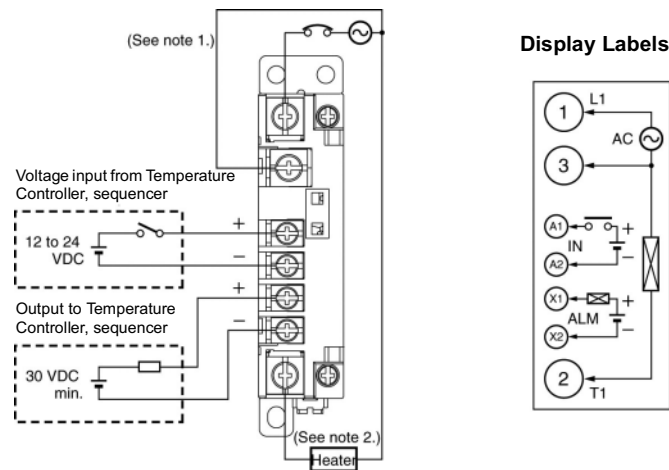 (See note 1.)
Display Labels
Voltage input from Temperature
Controller, sequencer
+
12 to 24
VDC
−
Output to Temperature
Controller, sequencer
+
−
30 VDC
min.
(See note 2.)
Heater
1
L1
AC
3
A1
+
IN
A2
−
X1
+
ALM
X2
−
2
T1